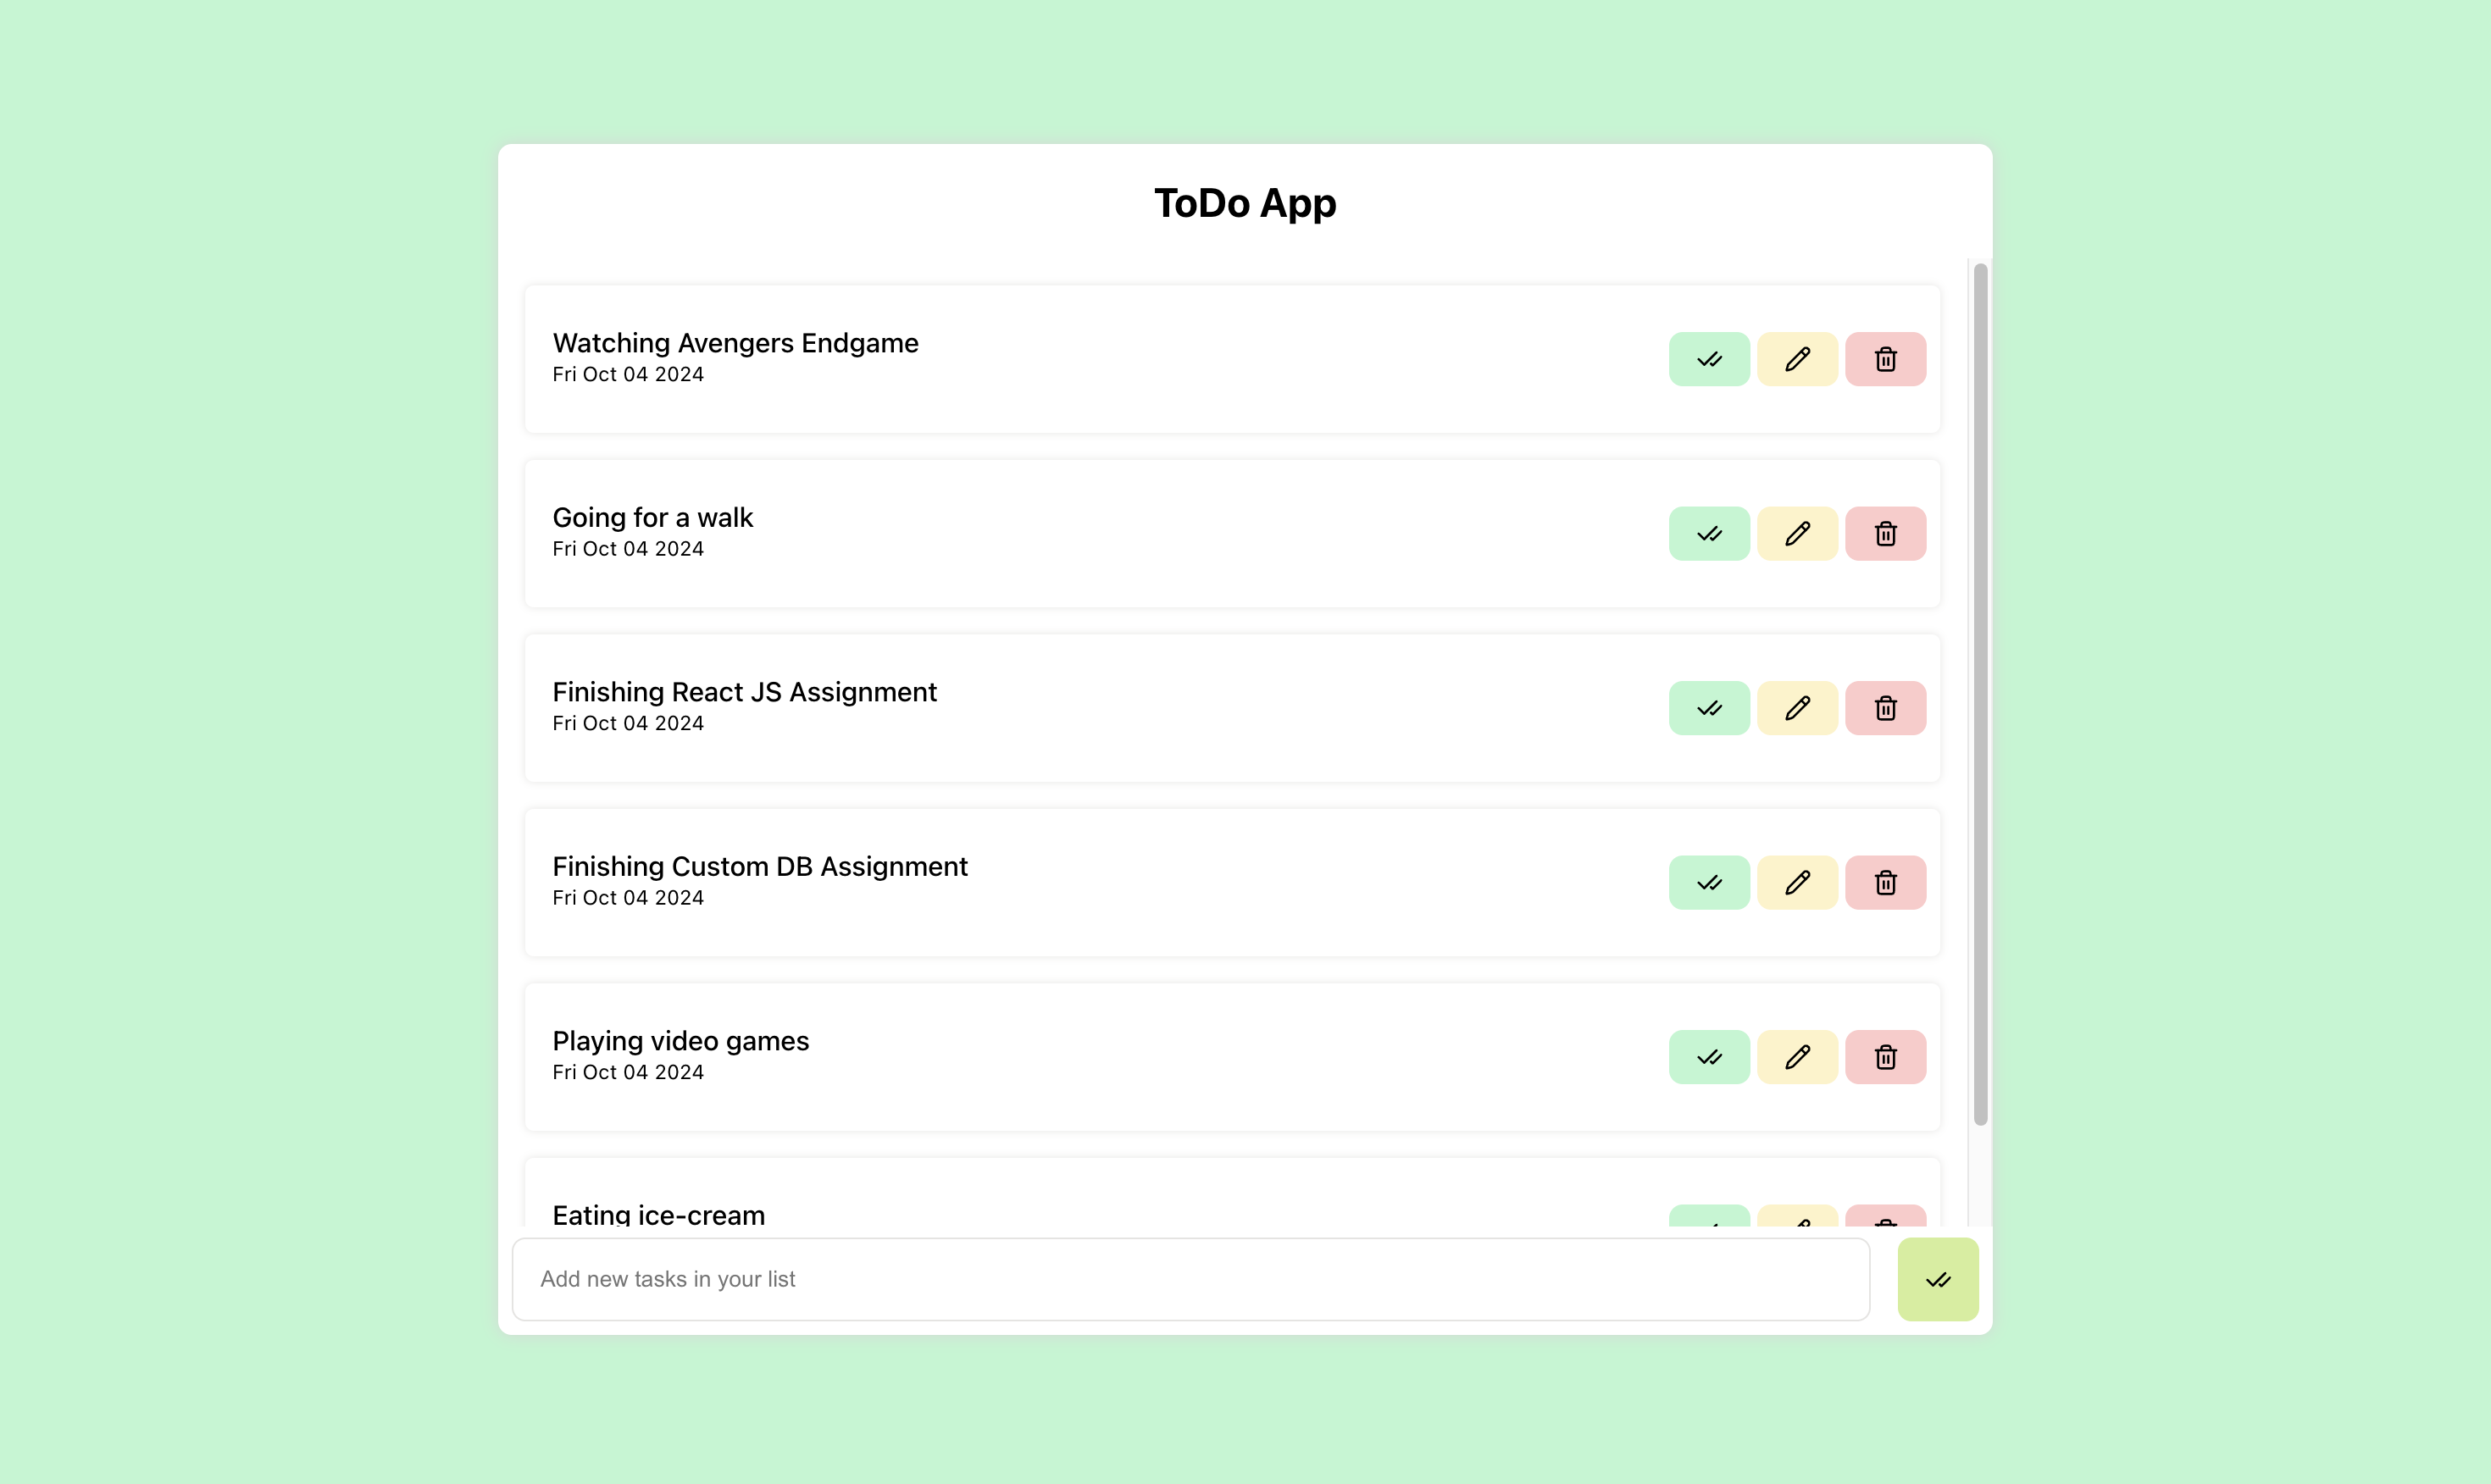 ToDo App
Watching Avengers Endgame
Fri Oct 04 2024
Going for a walk
Fri Oct 04 2024
Finishing React JS Assignment
Fri Oct 04 2024
Finishing Custom DB Assignment
Fri Oct 04 2024
Playing video games
Fri Oct 04 2024
Eating ice-cream
Add new tasks in your list